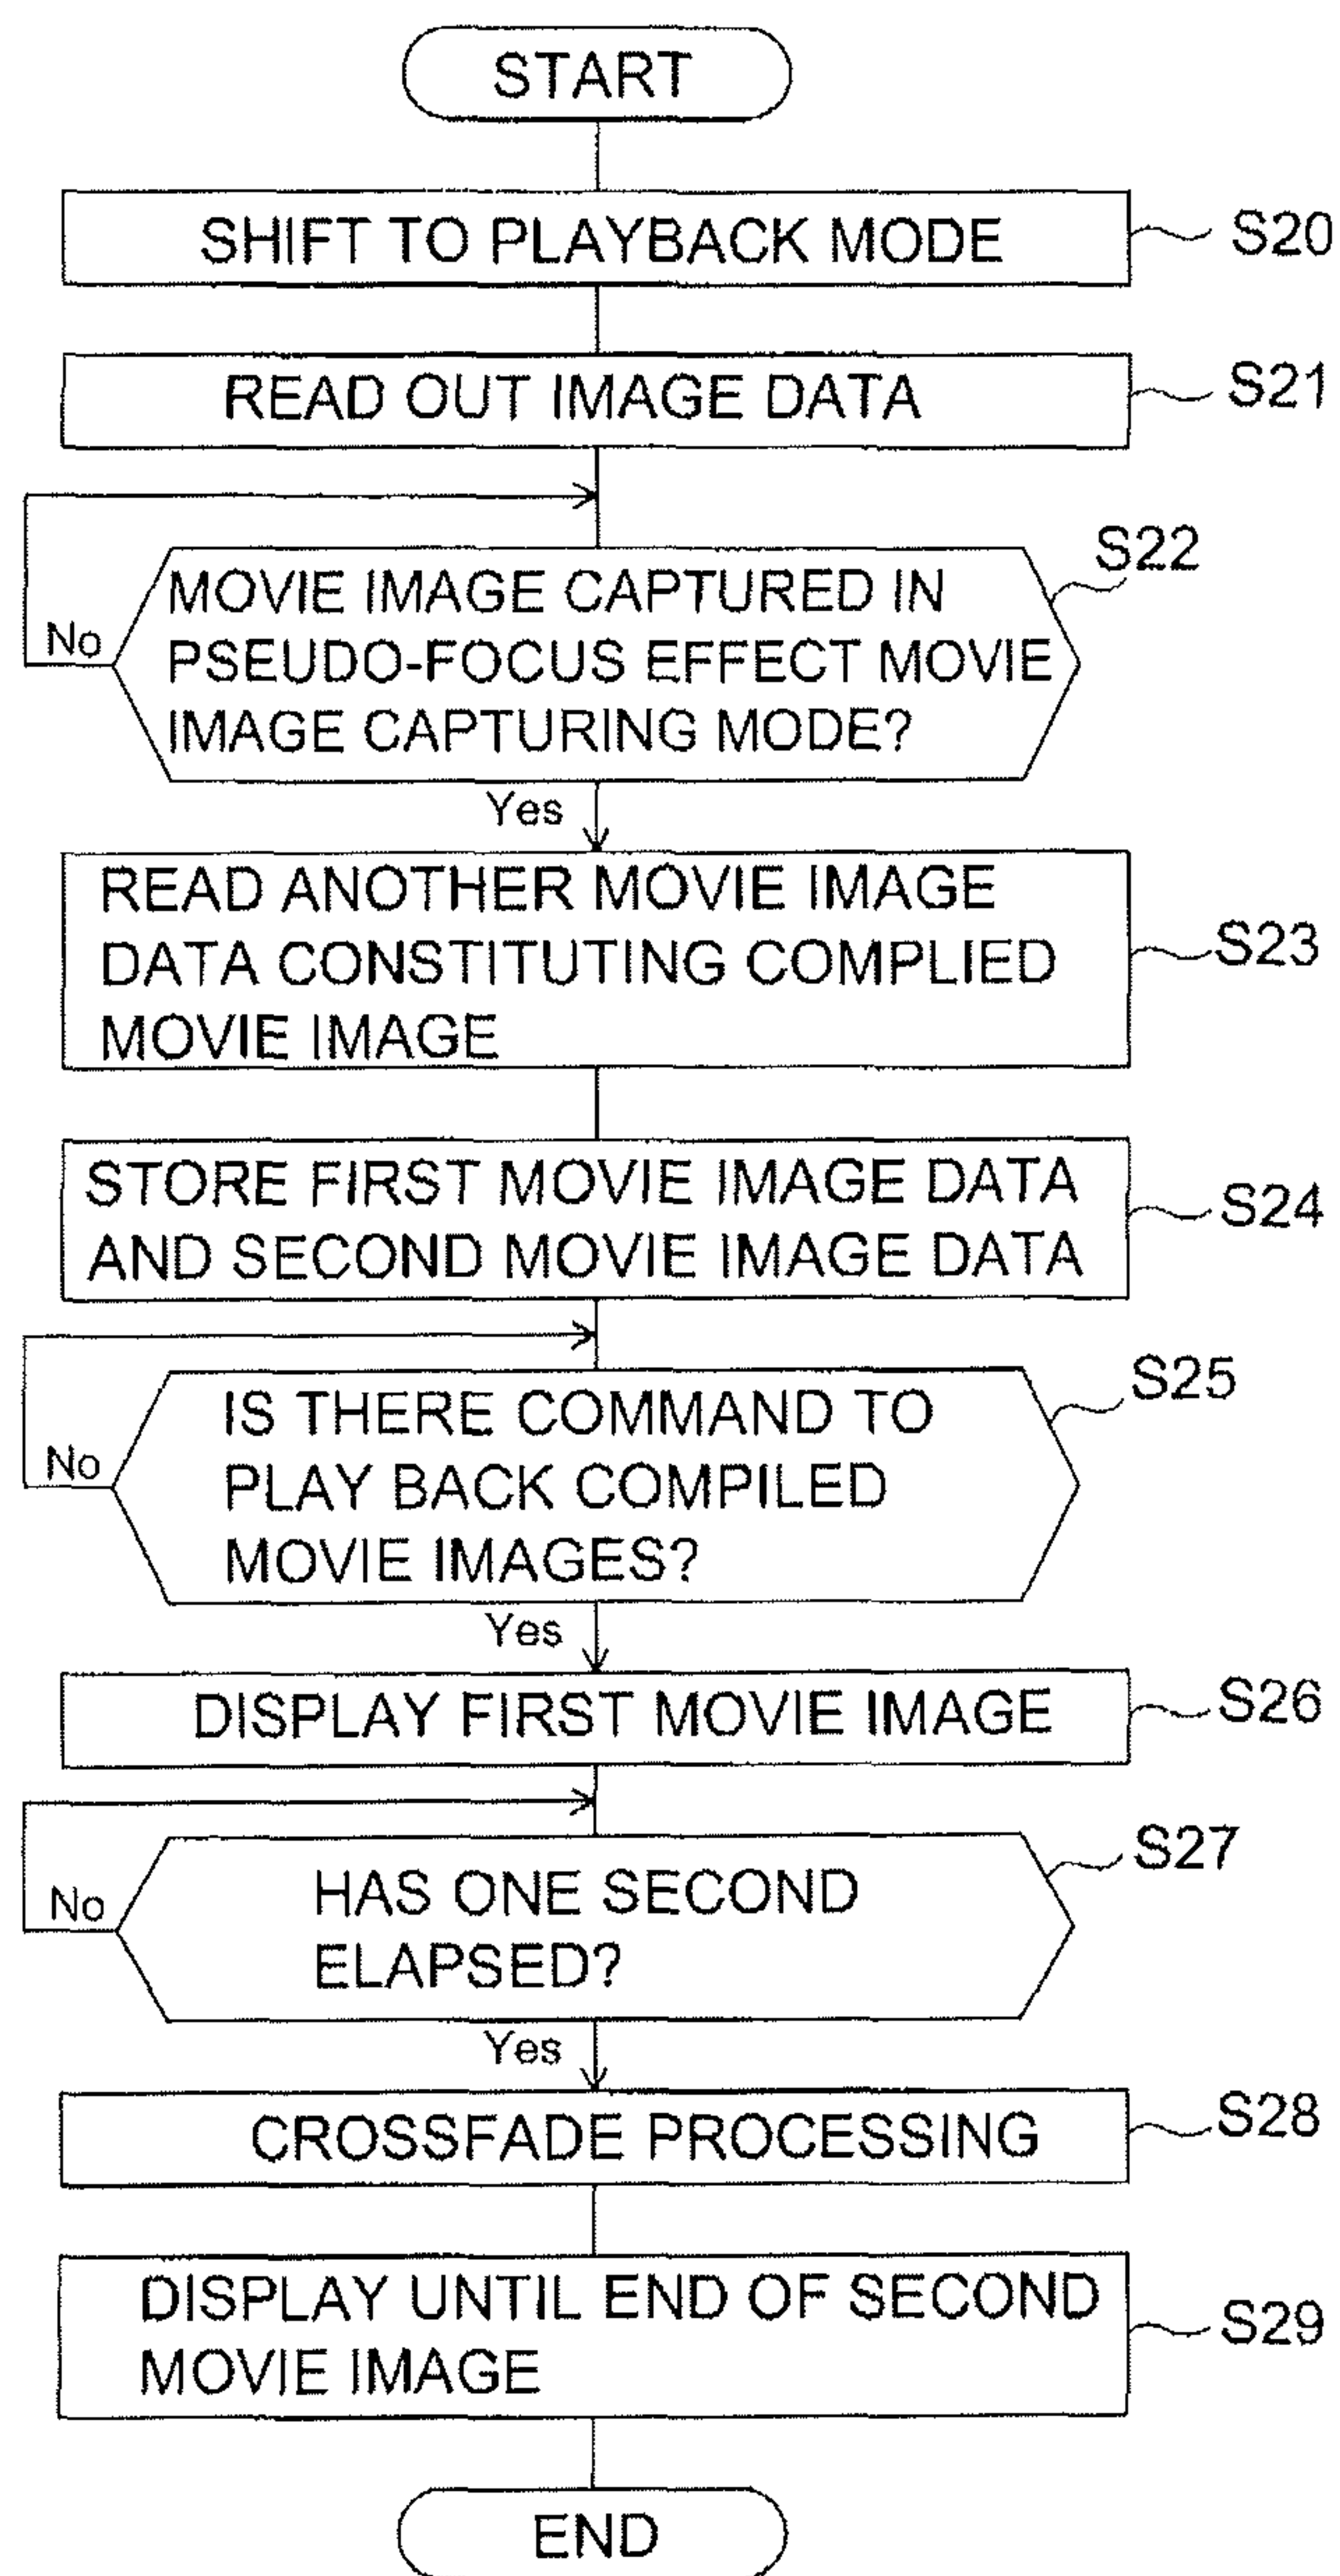 START
SHIFT TO PLAYBACK MODE
S20
READ OUT IMAGE DATA
S21
S22
MOVIE IMAGE CAPTURED IN
No
PSEUDO-FOCUS EFFECT MOVIE
IMAGE CAPTURING MODE?
Yes
READ ANOTHER MOVIE IMAGE
DATA CONSTITUTING COMPLIED
MOVIE IMAGE
S23
STORE FIRST MOVIE IMAGE DATA
AND SECOND MOVIE IMAGE DATA
S24
S25
IS THERE COMMAND TO
No
PLAY BACK COMPILED
MOVIE IMAGES?
Yes
DISPLAY FIRST MOVIE IMAGE
S26
S27
HAS ONE SECOND
No
ELAPSED?
Yes
CROSSFADE PROCESSING
S28
DISPLAY UNTIL END OF SECOND
MOVIE IMAGE
S29
END